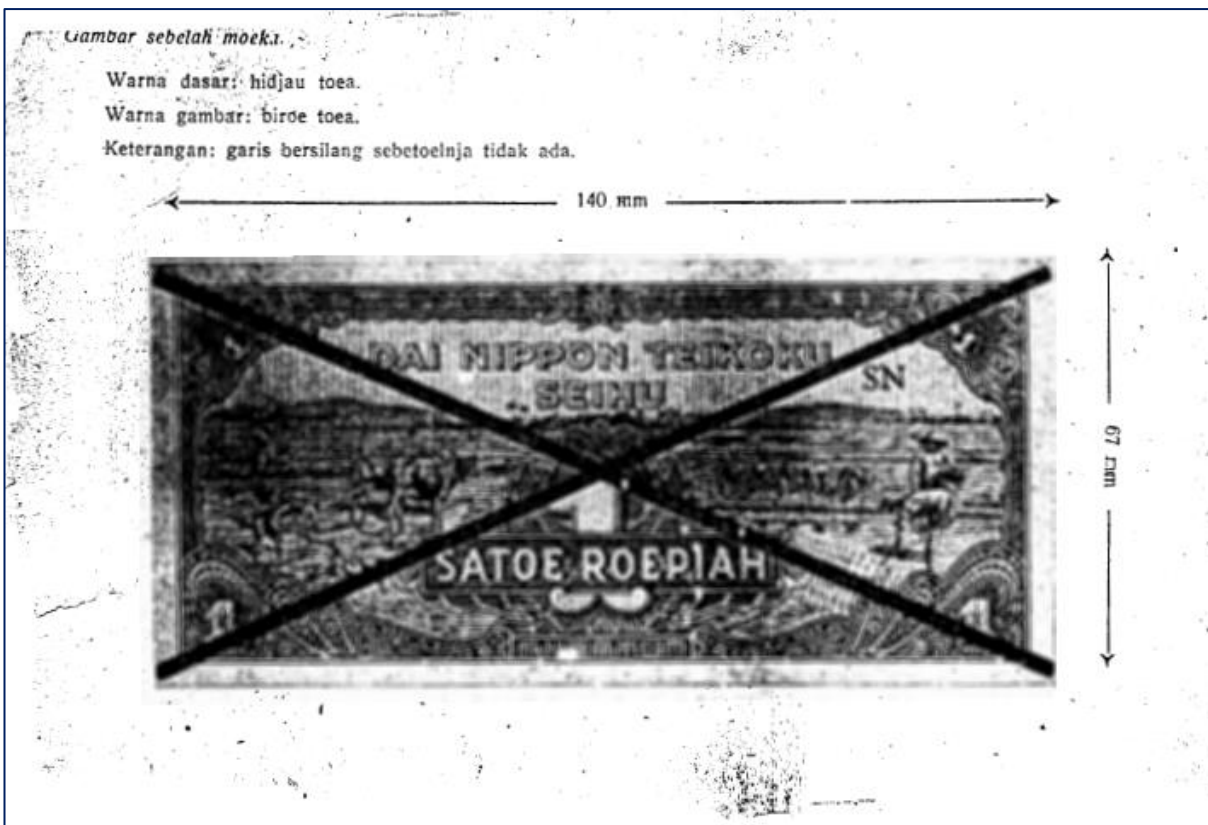 Gambar sebelah moeka.
Warna dasar: hidjau toea.
Warna gambar: biroe toea.
Keterangan: garis bersilang sebetoelnja tidak ada.
140 mm
DAI NIPPON TEIKOKU
SEIHU
SN
67 mm
1
SATOE ROEPIAH
1
1